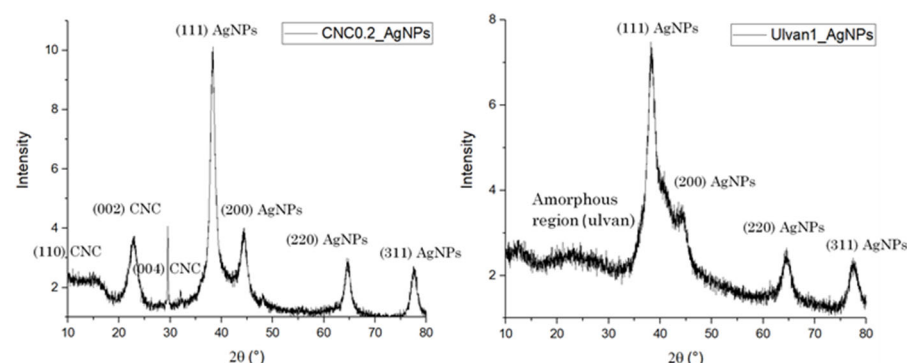 (111) AgNPs
CNC0.2_AgNPs
10
8
6
4
2
Intensity
(002) CNC
(200) AgNPs
(110) CNC
(004) CNC
(220) AgNPs
(311) AgNPs
10 20 30 40 50 60 70 80
2θ (°)
(111) AgNPs
Ulvan1_AgNPs
8
6
4
2
Intensity
Amorphous
region (ulvan)
(200) AgNPs
(220) AgNPs
(311) AgNPs
10 20 30 40 50 60 70 80
2θ (°)